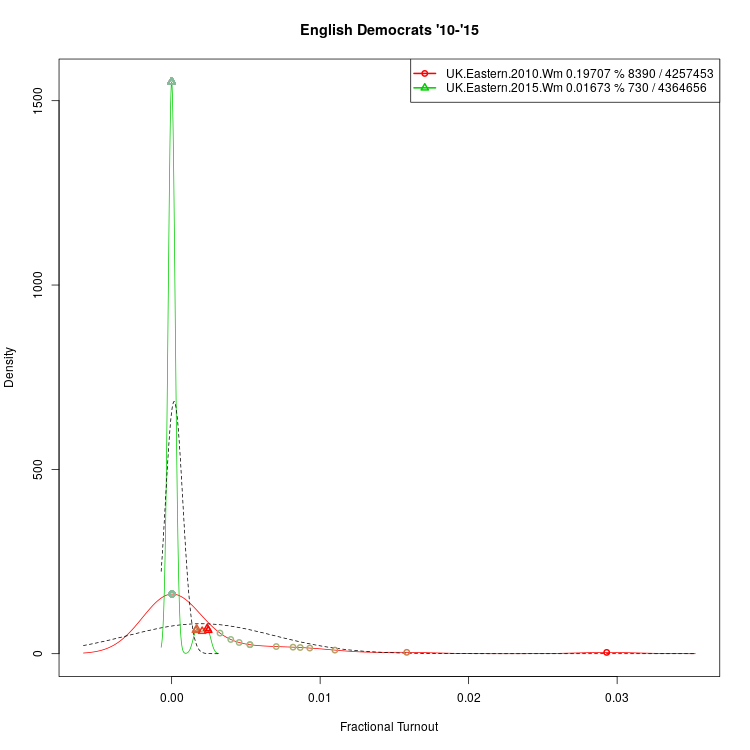 English Democrats '10-'15
UK.Eastern.2010.Wm 0.19707 % 8390 / 4257453
UK.Eastern.2015.Wm 0.01673 % 730 / 4364656
1500
1000
500
0
Density
0.00 0.01 0.02 0.03
Fractional Turnout